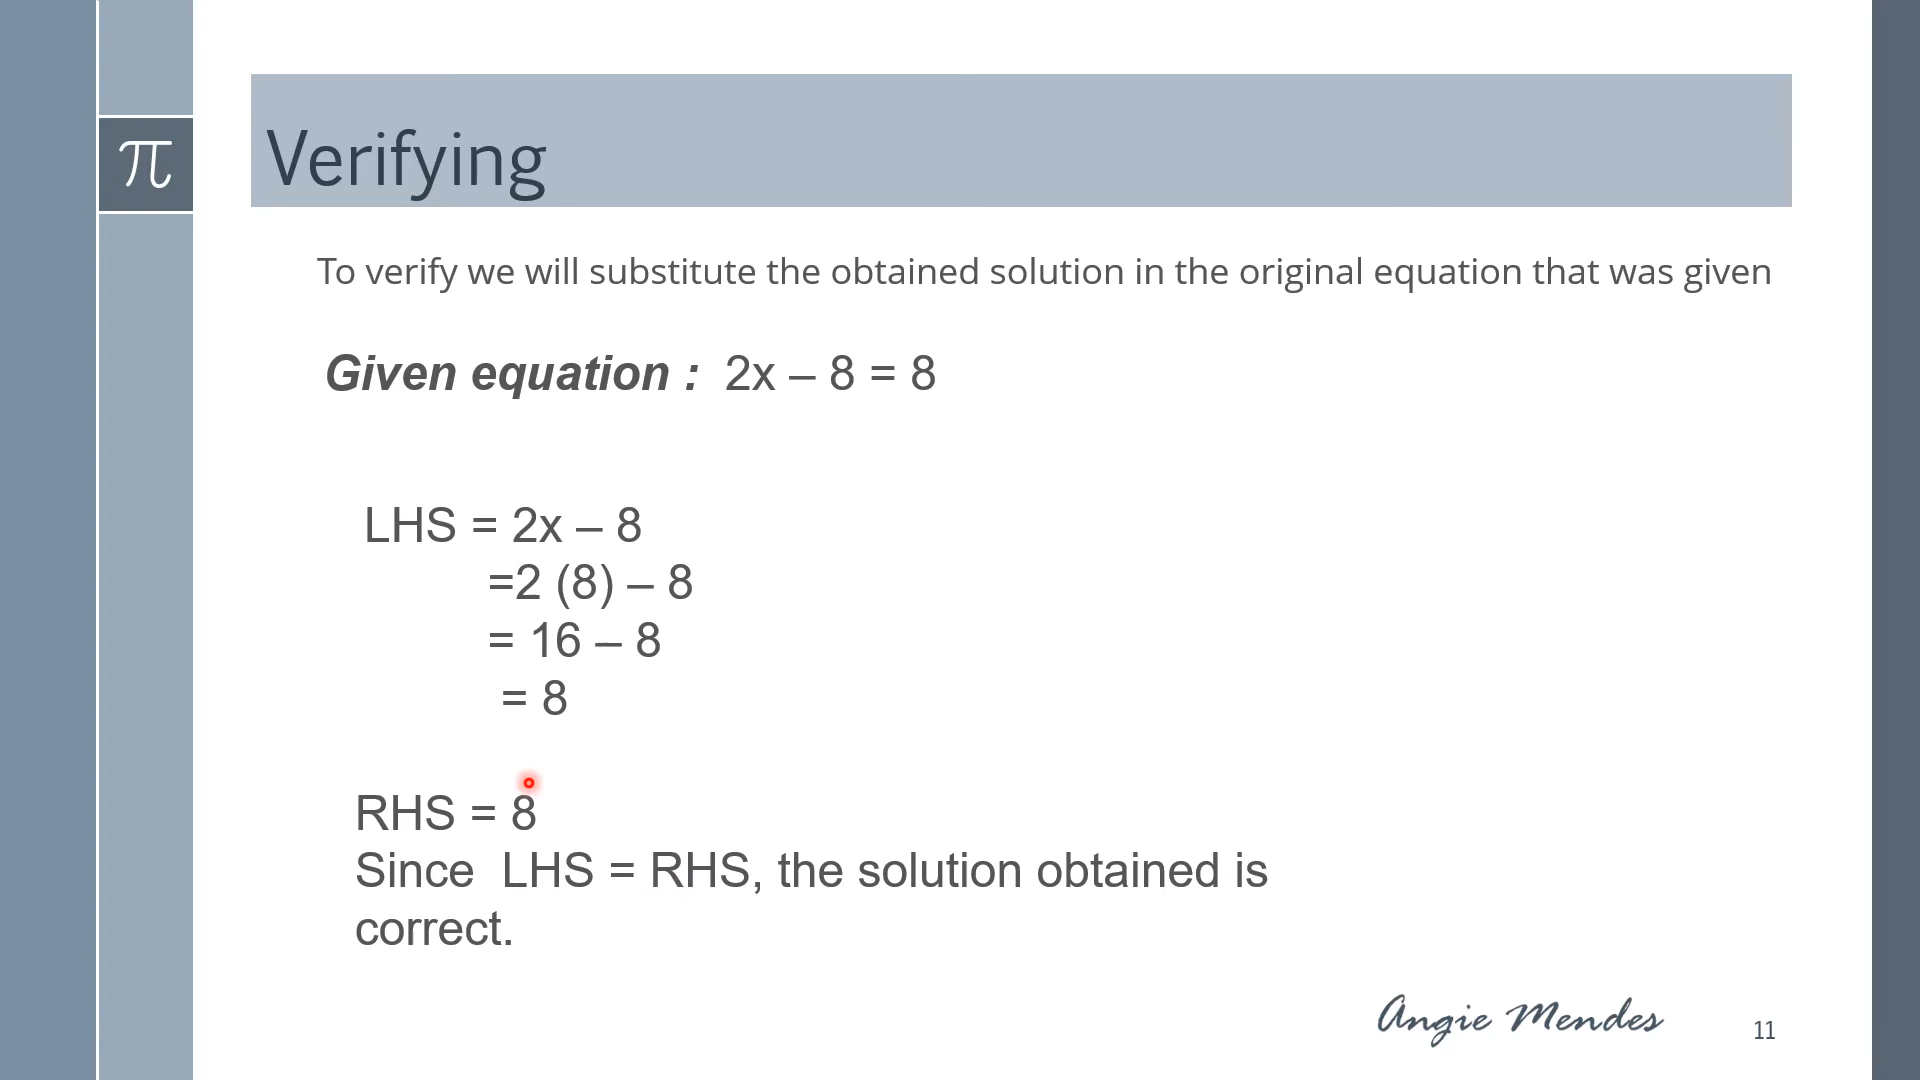 π
Verifying
To verify we will substitute the obtained solution in the original equation that was given
Given equation : 2x – 8 = 8
LHS = 2x – 8
=2 (8) – 8
= 16 – 8
= 8
RHS = 8
Since LHS = RHS, the solution obtained is
correct.
Angie Mendes
11